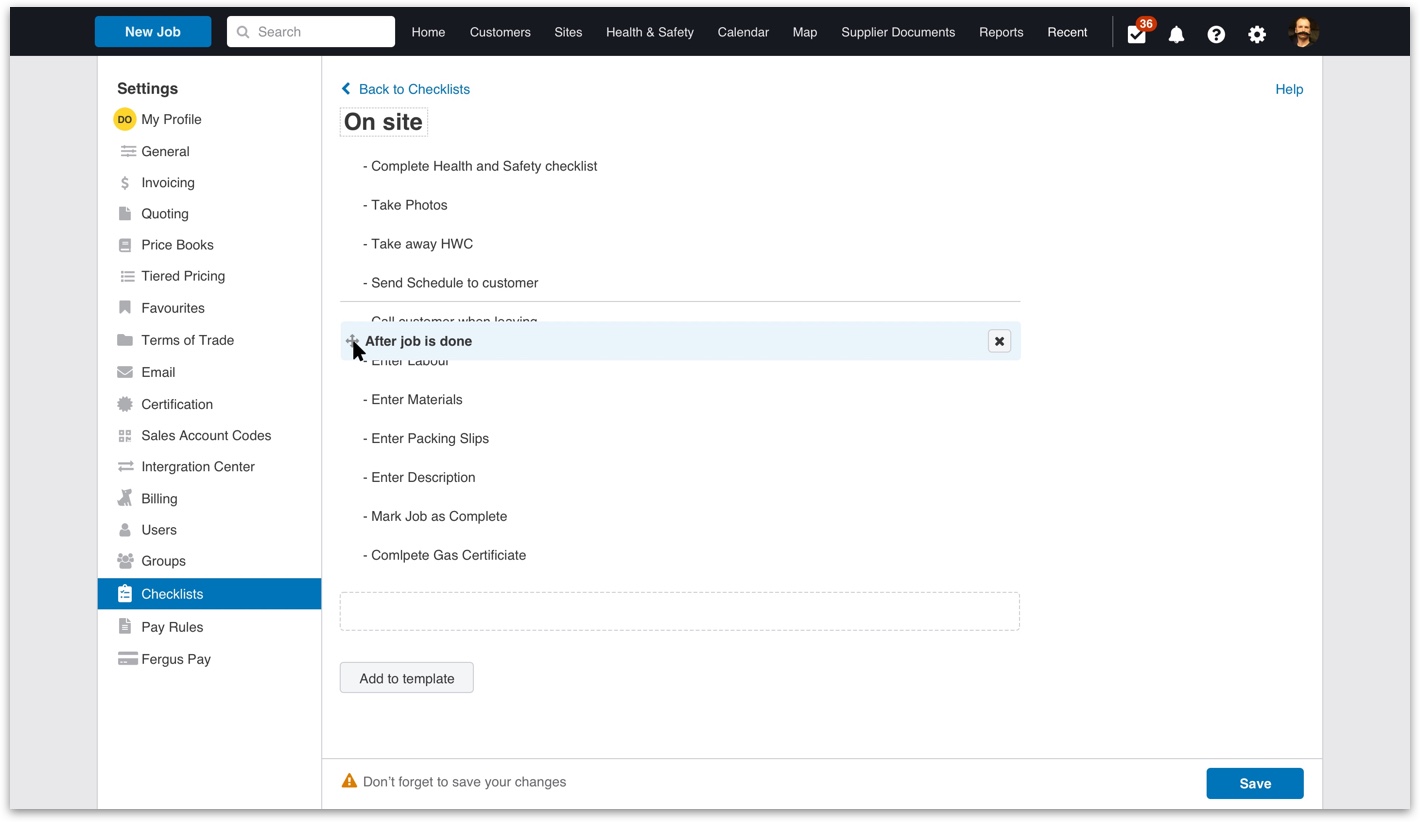 New Job
Search
Home
Customers
Sites
Health & Safety
Calendar
Map
Supplier Documents
Reports
Recent
36
Settings
DO My Profile
General
Invoicing
Quoting
Price Books
Tiered Pricing
Favourites
Terms of Trade
Email
Certification
Sales Account Codes
Intergration Center
Billing
Users
Groups
Checklists
Pay Rules
Fergus Pay
Back to Checklists
Help
On site
- Complete Health and Safety checklist
- Take Photos
- Take away HWC
- Send Schedule to customer
- Call customer when leaving
After job is done
- Enter Labour
- Enter Materials
- Enter Packing Slips
- Enter Description
- Mark Job as Complete
- Comlpete Gas Certificiate
Add to template
Don't forget to save your changes
Save